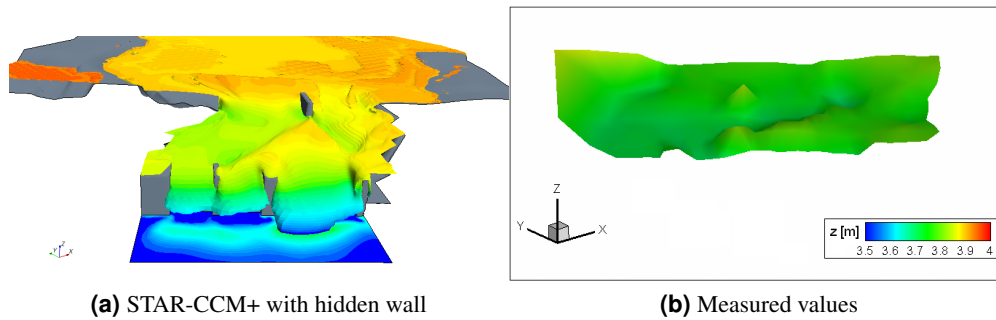 Z
Y X
Z
Y X
z [m]
3.5 3.6 3.7 3.8 3.9 4
(a) STAR-CCM+ with hidden wall
(b) Measured values